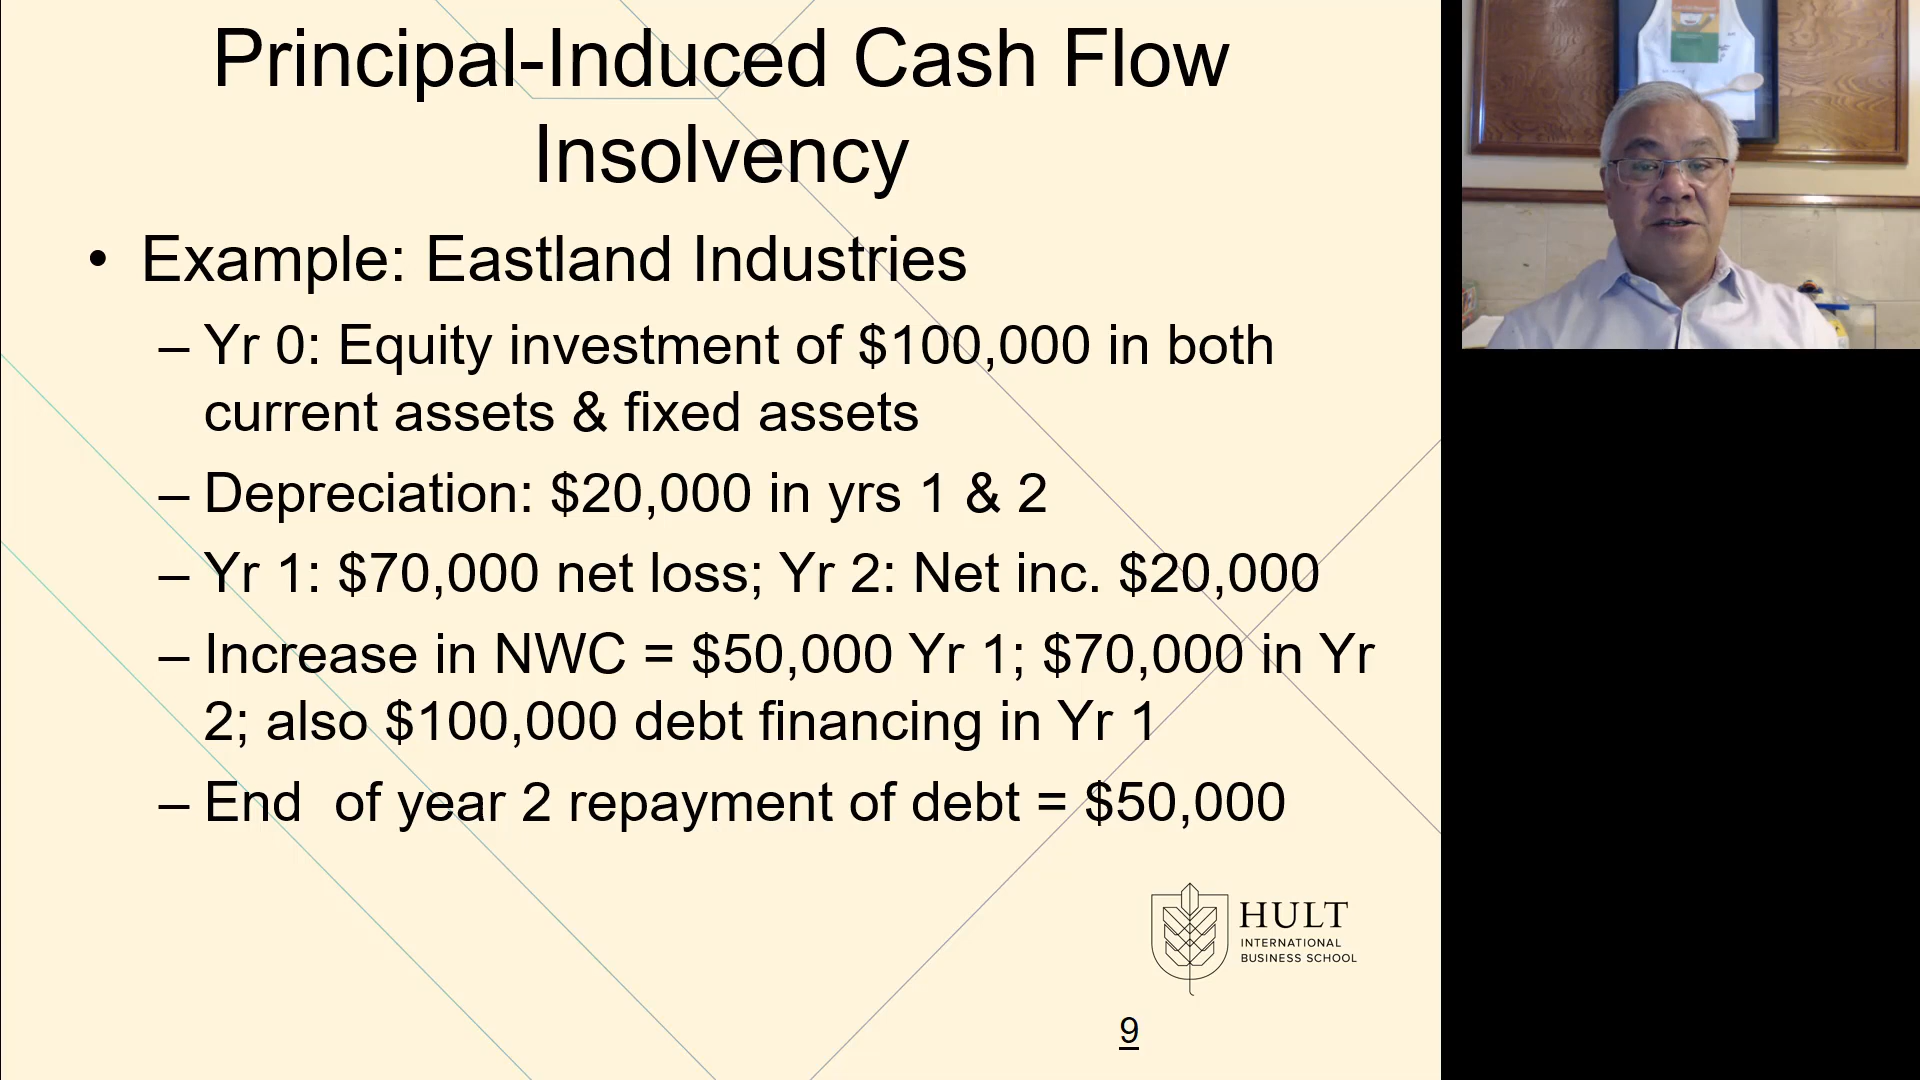 Principal-Induced Cash Flow
Insolvency
• Example: Eastland Industries
– Yr 0: Equity investment of $100,000 in both
current assets & fixed assets
– Depreciation: $20,000 in yrs 1 & 2
– Yr 1: $70,000 net loss; Yr 2: Net inc. $20,000
– Increase in NWC = $50,000 Yr 1; $70,000 in Yr
2; also $100,000 debt financing in Yr 1
– End  of year 2 repayment of debt = $50,000
HULT
INTERNATIONAL
BUSINESS SCHOOL
9